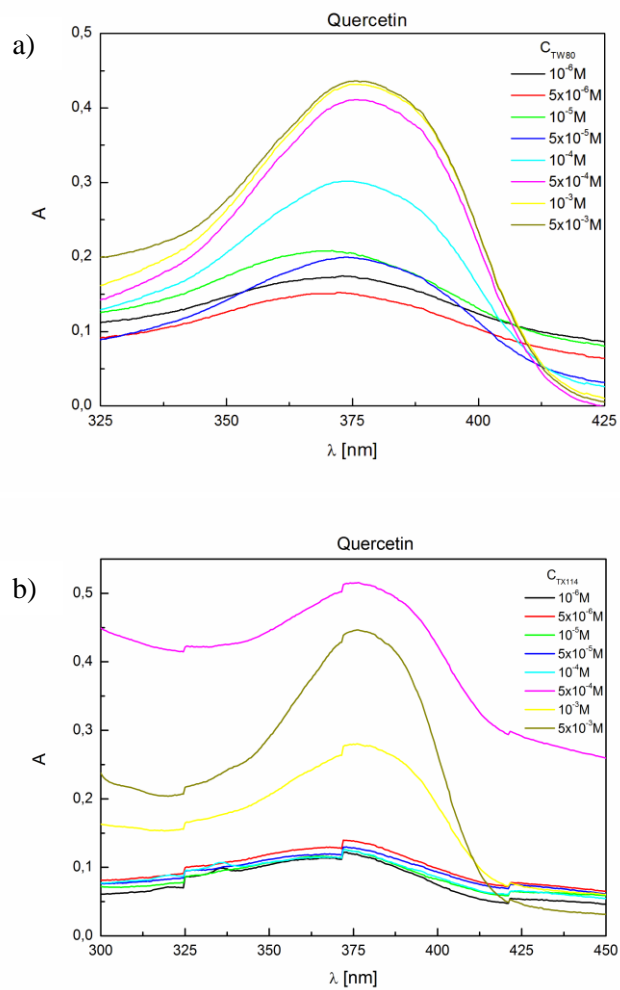 a)
Quercetin
0,5
0,4
0,3
0,2
0,1
0,0
A
C_TW80
10⁻⁶M
5x10⁻⁶M
10⁻⁵M
5x10⁻⁵M
10⁻⁴M
5x10⁻⁴M
10⁻³M
5x10⁻³M
325 350 375 400 425
λ [nm]
b)
Quercetin
0,5
0,4
0,3
0,2
0,1
0,0
A
C_TX114
10⁻⁶M
5x10⁻⁶M
10⁻⁵M
5x10⁻⁵M
10⁻⁴M
5x10⁻⁴M
10⁻³M
5x10⁻³M
300 325 350 375 400 425 450
λ [nm]